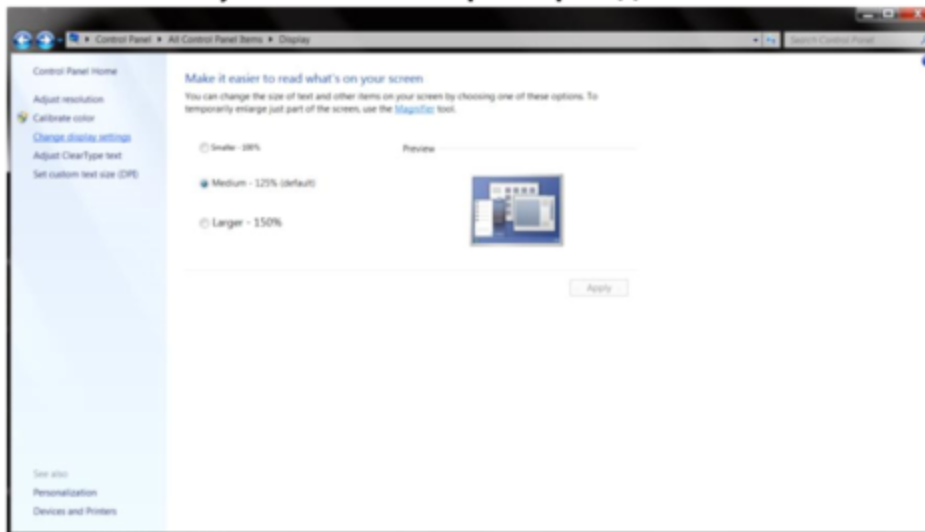 Control Panel ▸ All Control Panel Items ▸ Display
Search Control Panel
Control Panel Home
Adjust resolution
Calibrate color
Change display settings
Adjust ClearType text
Set custom text size (DPI)
Make it easier to read what's on your screen
You can change the size of text and other items on your screen by choosing one of these options. To
temporarily enlarge just part of the screen, use the Magnifier tool.
Smaller - 100%
Preview
Medium - 125% (default)
Larger - 150%
Apply
See also
Personalization
Devices and Printers